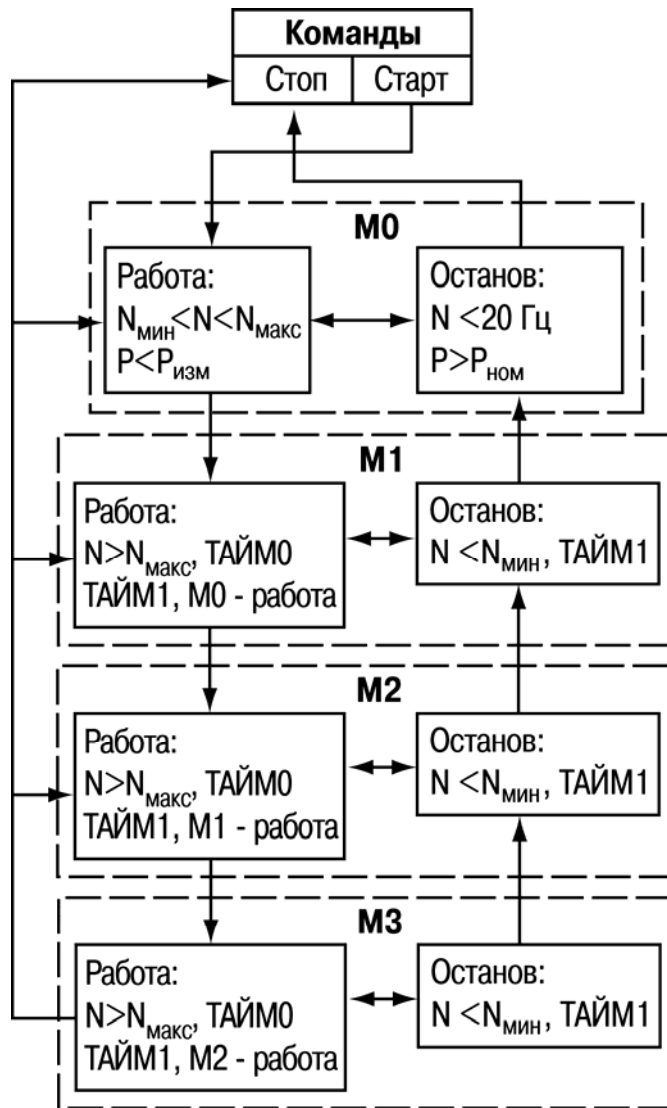 Команды
Стоп Старт
М0
Работа:
Nмин<N<Nмакс
P<Pизм
Останов:
N <20 Гц
P>Pном
М1
Работа:
N>Nмакс, ТАЙМ0
ТАЙМ1, М0 - работа
Останов:
N <Nмин, ТАЙМ1
М2
Работа:
N>Nмакс, ТАЙМ0
ТАЙМ1, М1 - работа
Останов:
N <Nмин, ТАЙМ1
М3
Работа:
N>Nмакс, ТАЙМ0
ТАЙМ1, М2 - работа
Останов:
N <Nмин, ТАЙМ1